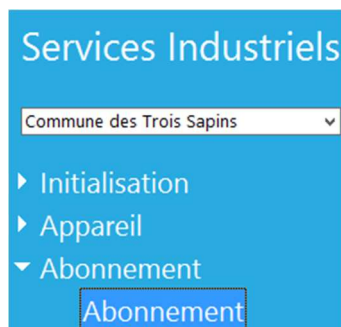 Services Industriels
Commune des Trois Sapins
Initialisation
Appareil
Abonnement
Abonnement